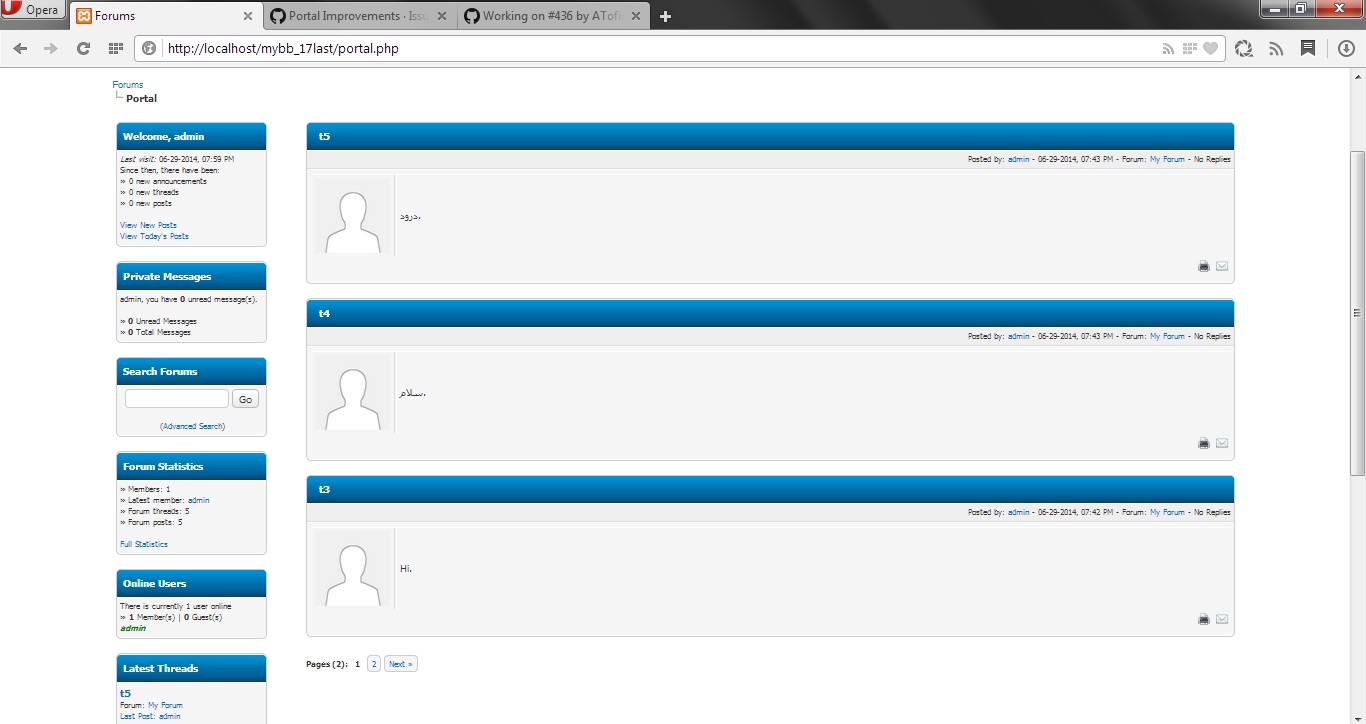 Opera
Forums
Portal Improvements · Issu
Working on #436 by ATofi
http://localhost/mybb_17last/portal.php
Forums
Portal
Welcome, admin
Last visit: 06-29-2014, 07:59 PM
Since then, there have been:
» 0 new announcements
» 0 new threads
» 0 new posts
View New Posts
View Today's Posts
Private Messages
admin, you have 0 unread message(s).
» 0 Unread Messages
» 0 Total Messages
Search Forums
Go
(Advanced Search)
Forum Statistics
» Members: 1
» Latest member: admin
» Forum threads: 5
» Forum posts: 5
Full Statistics
Online Users
There is currently 1 user online
» 1 Member(s) | 0 Guest(s)
admin
Latest Threads
t5
Forum: My Forum
Last Post: admin
t5
Posted by: admin - 06-29-2014, 07:43 PM - Forum: My Forum - No Replies
درود.
t4
Posted by: admin - 06-29-2014, 07:43 PM - Forum: My Forum - No Replies
سلام.
t3
Posted by: admin - 06-29-2014, 07:42 PM - Forum: My Forum - No Replies
Hi.
Pages (2): 1 2 Next »